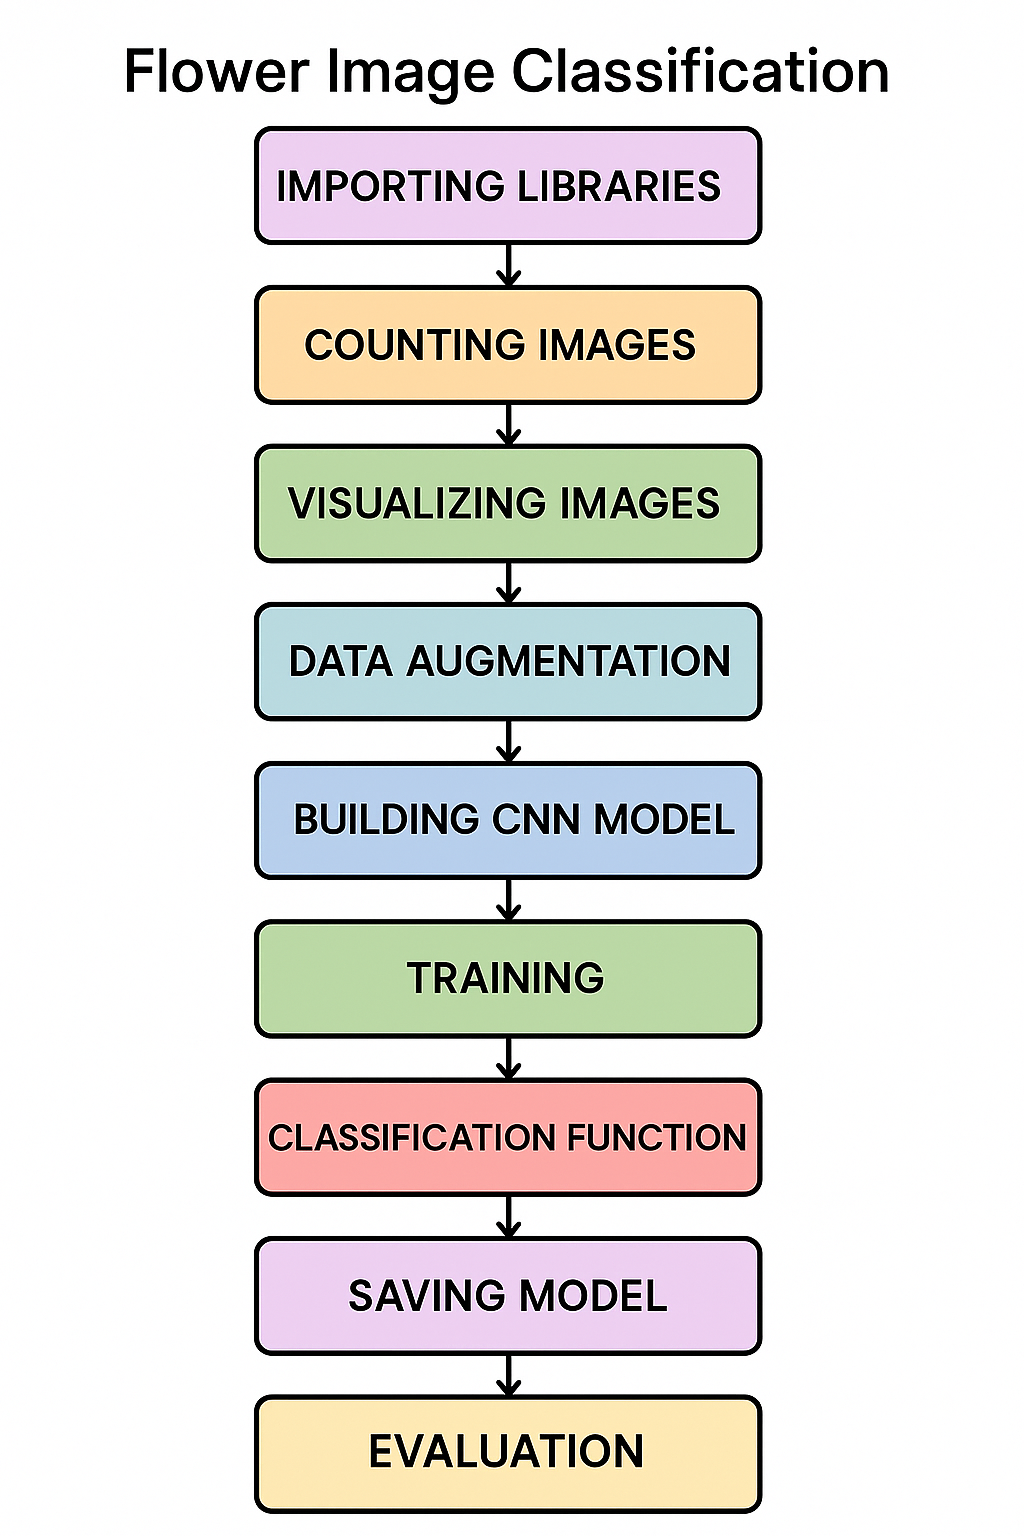 Flower Image Classification
IMPORTING LIBRARIES
COUNTING IMAGES
VISUALIZING IMAGES
DATA AUGMENTATION
BUILDING CNN MODEL
TRAINING
CLASSIFICATION FUNCTION
SAVING MODEL
EVALUATION